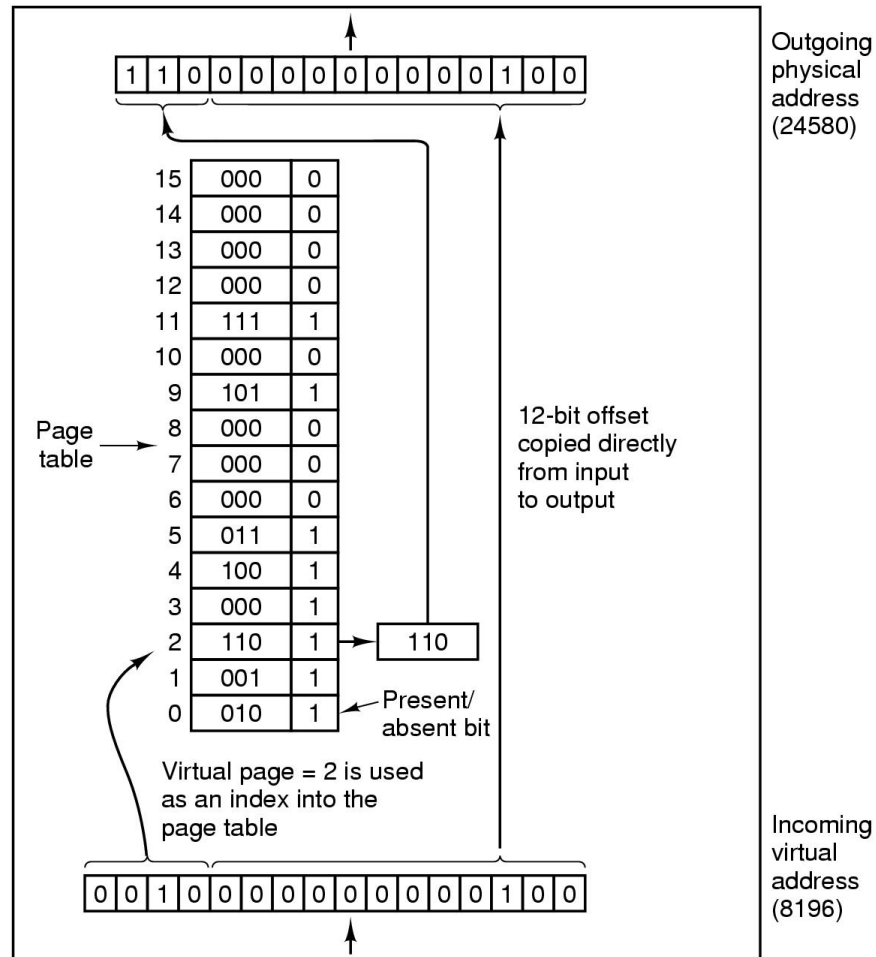 1 1 0 0 0 0 0 0 0 0 0 0 1 0 0
Outgoing
physical
address
(24580)
15 000 0
14 000 0
13 000 0
12 000 0
11 111 1
10 000 0
9 101 1
8 000 0
7 000 0
6 000 0
5 011 1
4 100 1
3 000 1
2 110 1 110
1 001 1
0 010 1
Page
table
12-bit offset
copied directly
from input
to output
Present/
absent bit
Virtual page = 2 is used
as an index into the
page table
0 0 1 0 0 0 0 0 0 0 0 0 0 1 0 0
Incoming
virtual
address
(8196)